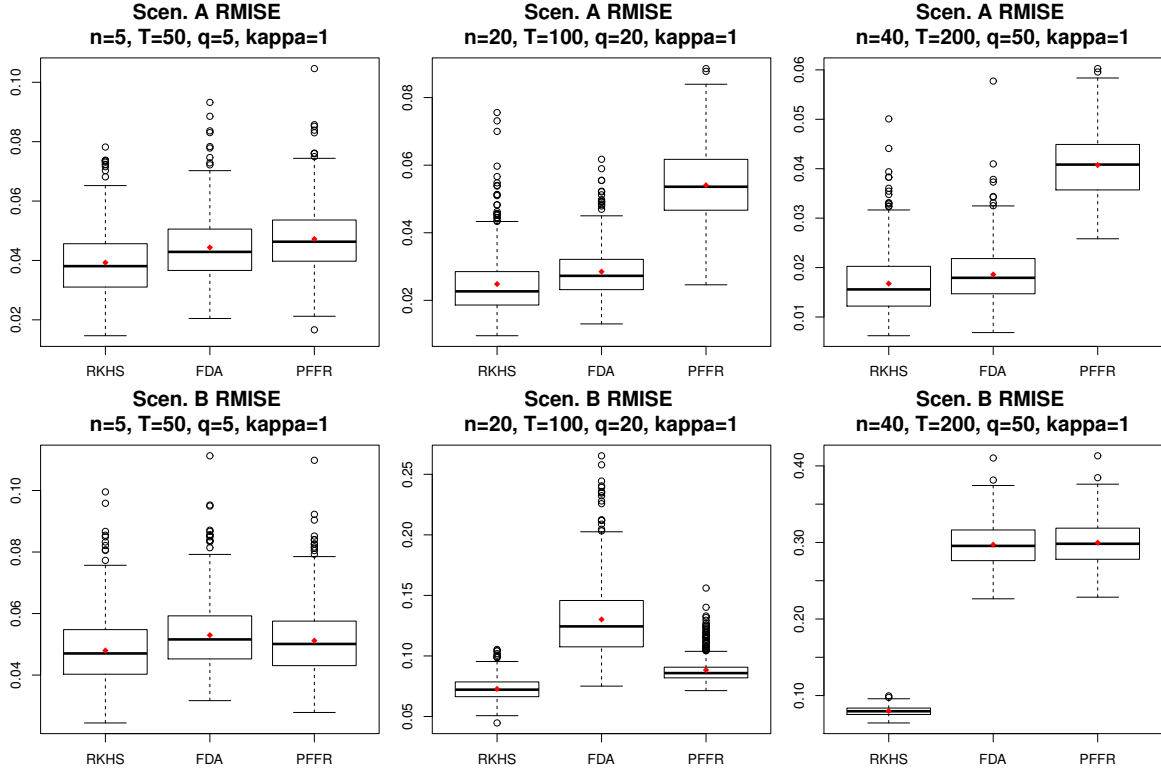 Scen. A RMISE
n=5, T=50, q=5, kappa=1
0.10
0.08
0.06
0.04
0.02
RKHS FDA PFFR
Scen. A RMISE
n=20, T=100, q=20, kappa=1
0.08
0.06
0.04
0.02
RKHS FDA PFFR
Scen. A RMISE
n=40, T=200, q=50, kappa=1
0.06
0.05
0.04
0.03
0.02
0.01
RKHS FDA PFFR
Scen. B RMISE
n=5, T=50, q=5, kappa=1
0.10
0.08
0.06
0.04
RKHS FDA PFFR
Scen. B RMISE
n=20, T=100, q=20, kappa=1
0.25
0.20
0.15
0.10
0.05
RKHS FDA PFFR
Scen. B RMISE
n=40, T=200, q=50, kappa=1
0.40
0.30
0.20
0.10
RKHS FDA PFFR